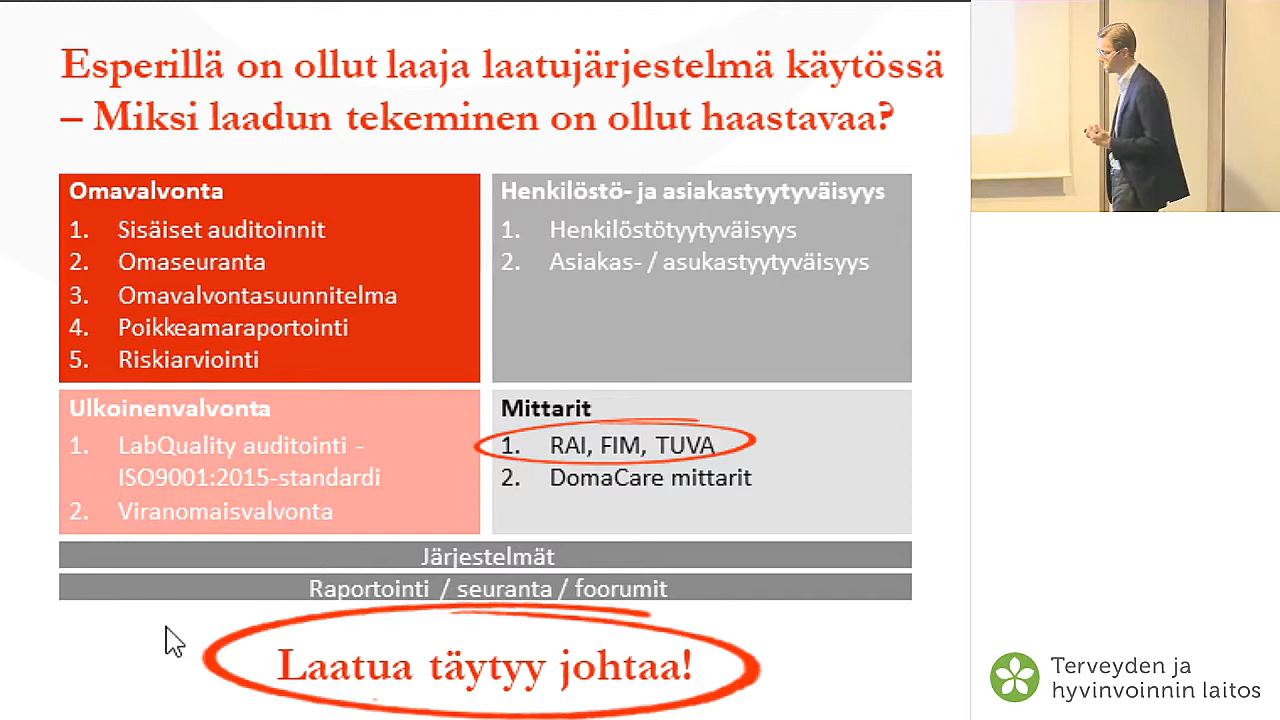 Esperillä on ollut laaja laatujärjestelmä käytössä
– Miksi laadun tekeminen on ollut haastavaa?
Omavalvonta
1. Sisäiset auditoinnit
2. Omaseuranta
3. Omavalvontasuunnitelma
4. Poikkeamaraportointi
5. Riskiarviointi
Henkilöstö- ja asiakastyytyväisyys
1. Henkilöstötyytyväisyys
2. Asiakas- / asukastyytyväisyys
Ulkoinenvalvonta
1. LabQuality auditointi -
ISO9001:2015-standardi
2. Viranomaisvalvonta
Mittarit
1. RAI, FIM, TUVA
2. DomaCare mittarit
Järjestelmät
Raportointi / seuranta / foorumit
Laatua täytyy johtaa!
Terveyden ja
hyvinvoinnin laitos